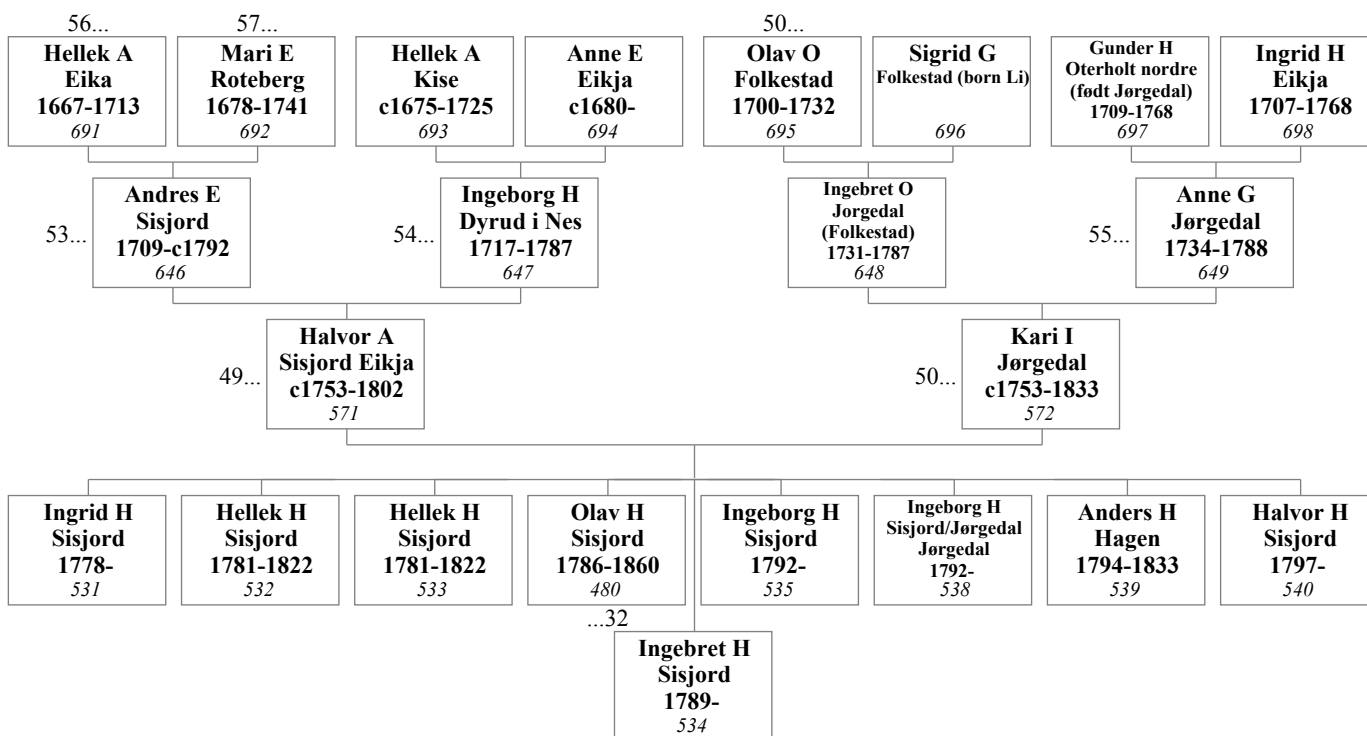 56...
57...
50...
Hellek A
Eika
1667-1713
691
Mari E
Roteberg
1678-1741
692
Hellek A
Kise
c1675-1725
693
Anne E
Eikja
c1680-
694
Olav O
Folkestad
1700-1732
695
Sigrid G
Folkestad (born Li)
696
Gunder H
Oterholt nordre
(født Jørgedal)
1709-1768
697
Ingrid H
Eikja
1707-1768
698
53...
Andres E
Sisjord
1709-c1792
646
54...
Ingeborg H
Dyrud i Nes
1717-1787
647
Ingebret O
Jorgedal
(Folkestad)
1731-1787
648
55...
Anne G
Jørgedal
1734-1788
649
49...
Halvor A
Sisjord Eikja
c1753-1802
571
50...
Kari I
Jørgedal
c1753-1833
572
Ingrid H
Sisjord
1778-
531
Hellek H
Sisjord
1781-1822
532
Hellek H
Sisjord
1781-1822
533
Olav H
Sisjord
1786-1860
480
Ingeborg H
Sisjord
1792-
535
Ingeborg H
Sisjord/Jørgedal
Jørgedal
1792-
538
Anders H
Hagen
1794-1833
539
Halvor H
Sisjord
1797-
540
...32
Ingebret H
Sisjord
1789-
534